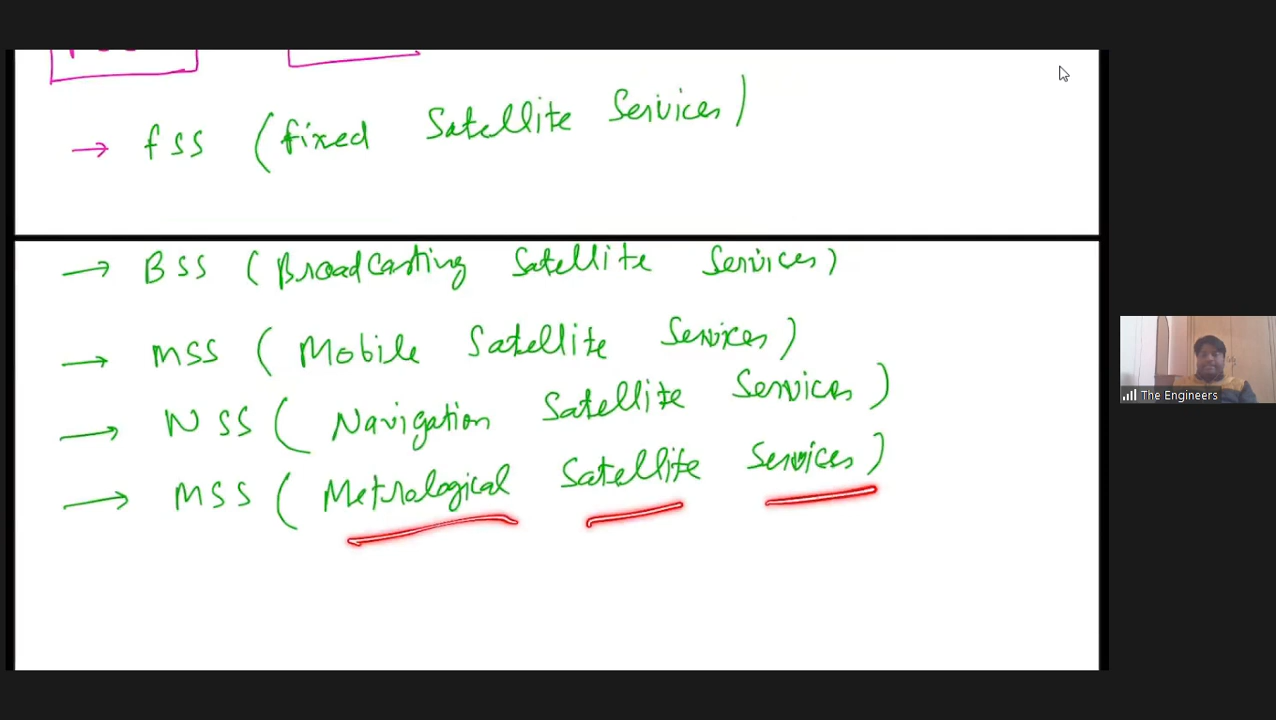 → fSS (fixed Satellite Services)
→ BSS (Broadcasting Satellite Services)
→ MSS (Mobile Satellite Services)
→ NSS (Navigation Satellite Services)
→ MSS (Metrological Satellite Services)
The Engineers